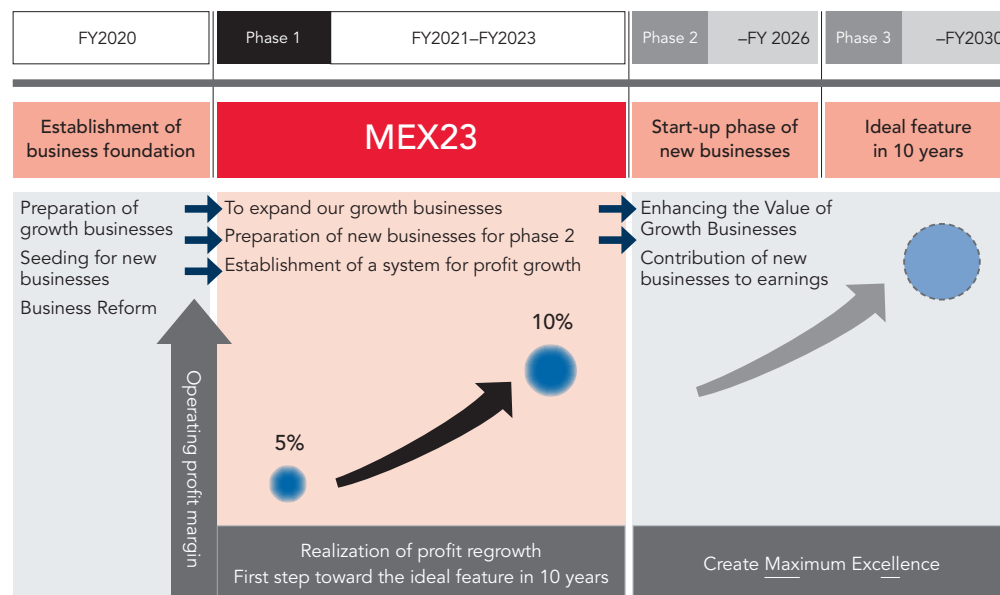 FY2020
Phase 1
FY2021–FY2023
Phase 2
–FY 2026
Phase 3
–FY2030
Establishment of
business foundation
MEX23
Start-up phase of
new businesses
Ideal feature
in 10 years
Preparation of
growth businesses
Seeding for new
businesses
Business Reform
To expand our growth businesses
Preparation of new businesses for phase 2
Establishment of a system for profit growth
Enhancing the Value of
Growth Businesses
Contribution of new
businesses to earnings
Operating profit margin
5%
10%
Realization of profit regrowth
First step toward the ideal feature in 10 years
Create Maximum Excellence